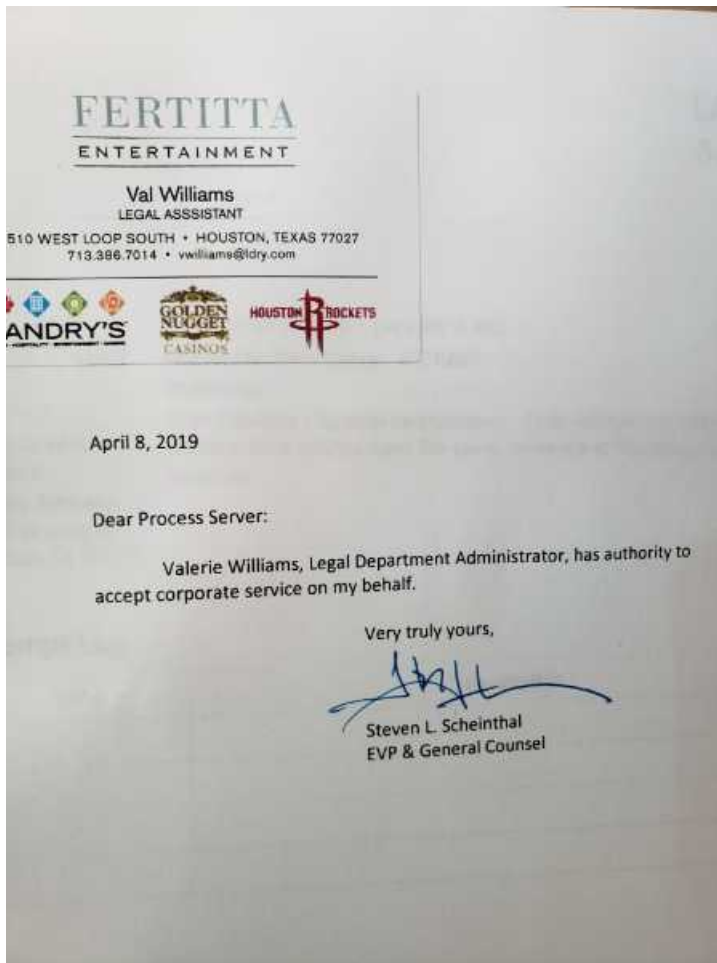 FERTITTA
ENTERTAINMENT
Val Williams
LEGAL ASSSISTANT
510 WEST LOOP SOUTH • HOUSTON, TEXAS 77027
713.386.7014 • vwilliams@ldry.com
ANDRY'S
GOLDEN
NUGGET
CASINOS
HOUSTON R ROCKETS
April 8, 2019
Dear Process Server:
Valerie Williams, Legal Department Administrator, has authority to
accept corporate service on my behalf.
Very truly yours,
Steven L. Scheinthal
EVP & General Counsel